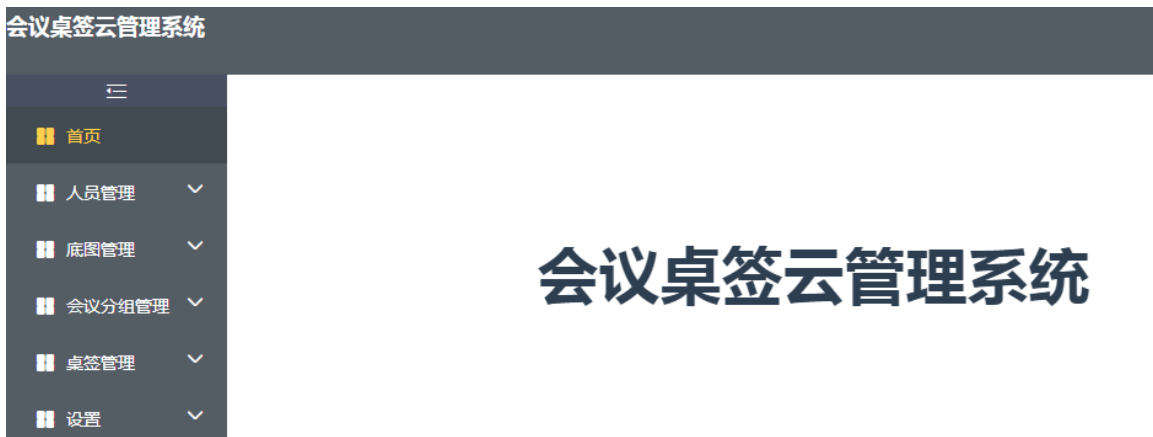 会议桌签云管理系统
首页
人员管理
底图管理
会议桌签云管理系统
会议分组管理
桌签管理
设置